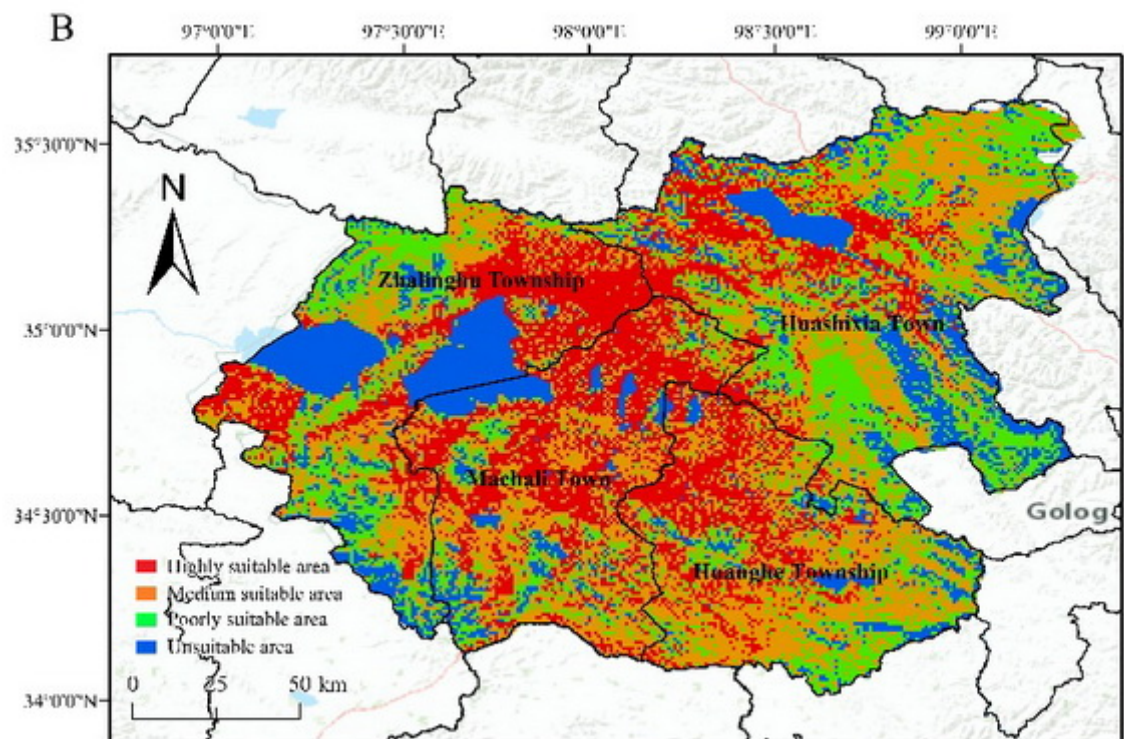 B
97°0'0"E 97°30'0"E 98°0'0"E 98°30'0"E 99°0'0"E
35°30'0"N
N
Zhalinghu Township
35°0'0"N
Huashixia Town
Machali Town
34°30'0"N
Golog
Huanghe Township
Highly suitable area
Medium suitable area
Poorly suitable area
Unsuitable area
0 25 50 km
34°0'0"N